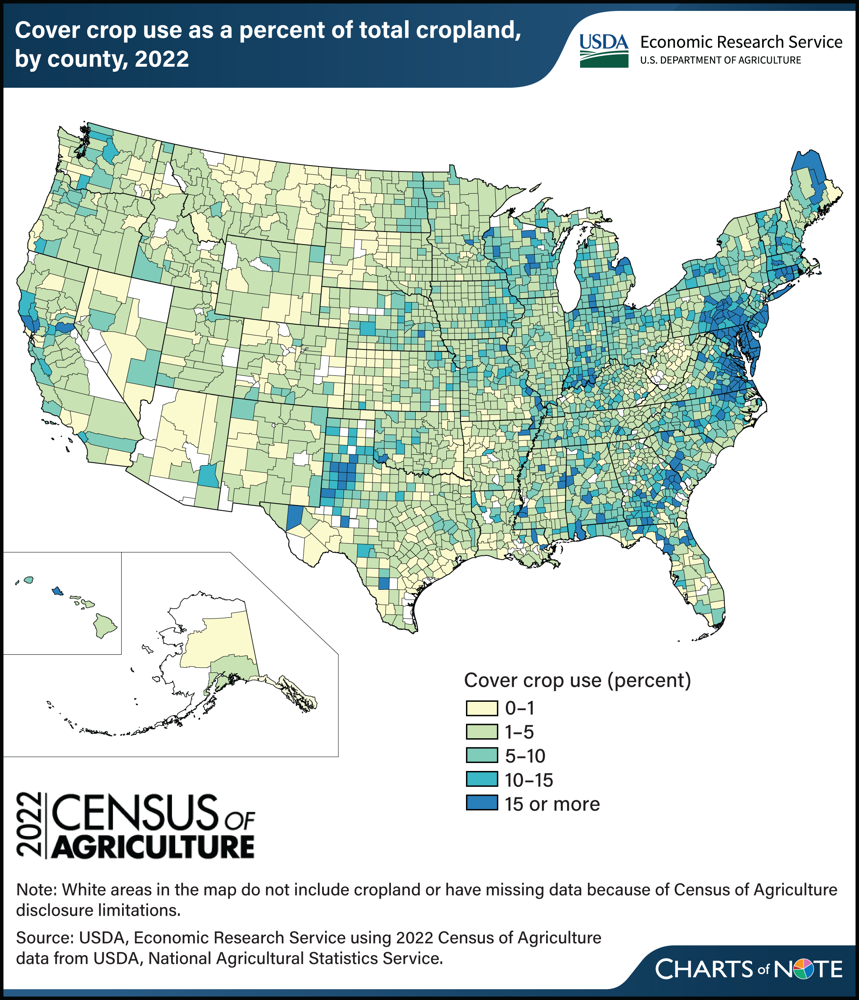 Cover crop use as a percent of total cropland,
by county, 2022
USDA
Economic Research Service
U.S. DEPARTMENT OF AGRICULTURE
Cover crop use (percent)
0–1
1–5
5–10
10–15
15 or more
2022 CENSUS OF
AGRICULTURE
Note: White areas in the map do not include cropland or have missing data because of Census of Agriculture
disclosure limitations.
Source: USDA, Economic Research Service using 2022 Census of Agriculture
data from USDA, National Agricultural Statistics Service.
CHARTS of NOTE